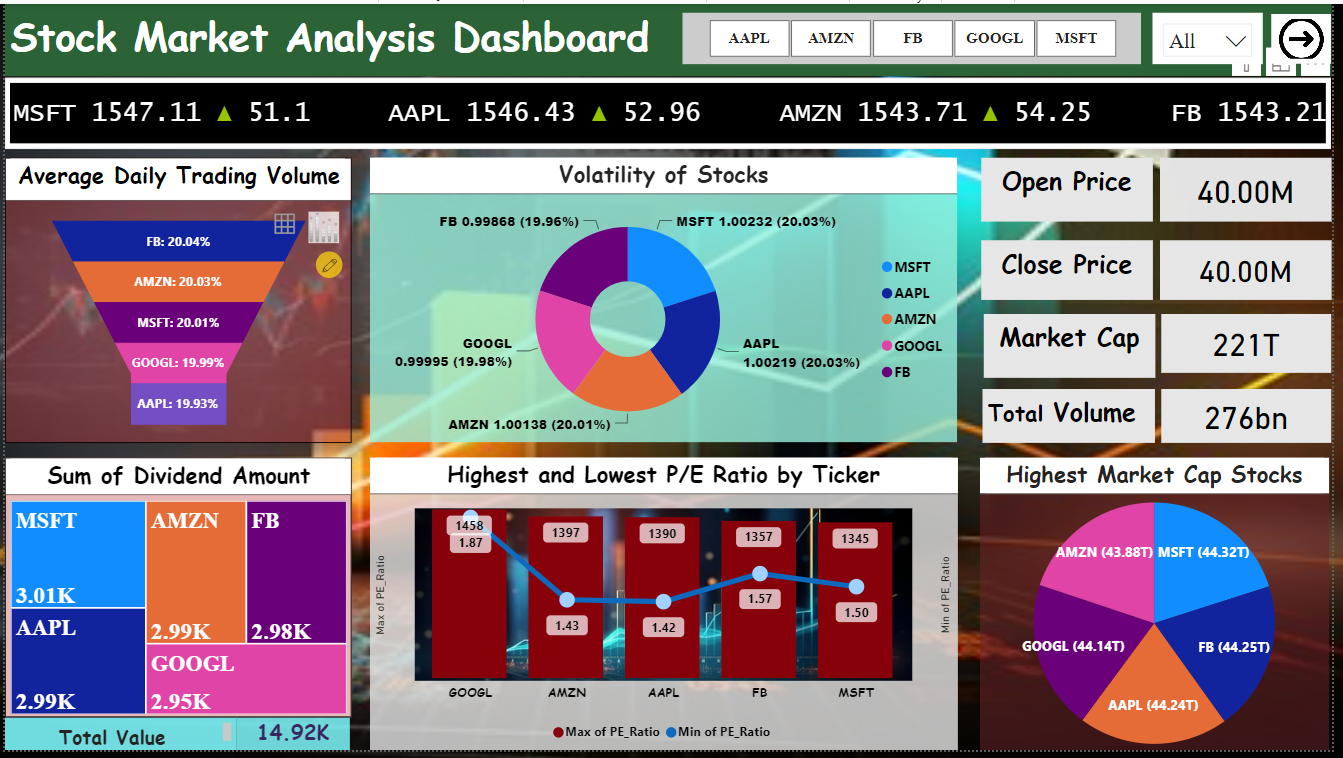 Stock Market Analysis Dashboard
AAPL AMZN FB GOOGL MSFT
All
MSFT 1547.11 ▲ 51.1 AAPL 1546.43 ▲ 52.96 AMZN 1543.71 ▲ 54.25 FB 1543.21
Average Daily Trading Volume
FB: 20.04%
AMZN: 20.03%
MSFT: 20.01%
GOOGL: 19.99%
AAPL: 19.93%
Volatility of Stocks
FB 0.99868 (19.96%)
MSFT 1.00232 (20.03%)
GOOGL
0.99995 (19.98%)
AAPL
1.00219 (20.03%)
AMZN 1.00138 (20.01%)
MSFT
AAPL
AMZN
GOOGL
FB
Open Price 40.00M
Close Price 40.00M
Market Cap 221T
Total Volume 276bn
Sum of Dividend Amount
MSFT
3.01K
AAPL
2.99K
AMZN
2.99K
FB
2.98K
GOOGL
2.95K
Total Value 14.92K
Highest and Lowest P/E Ratio by Ticker
Max of PE_Ratio
Min of PE_Ratio
1458 1397 1390 1357 1345
1.87 1.43 1.42 1.57 1.50
GOOGL AMZN AAPL FB MSFT
Max of PE_Ratio Min of PE_Ratio
Highest Market Cap Stocks
AMZN (43.88T) MSFT (44.32T)
GOOGL (44.14T) FB (44.25T)
AAPL (44.24T)